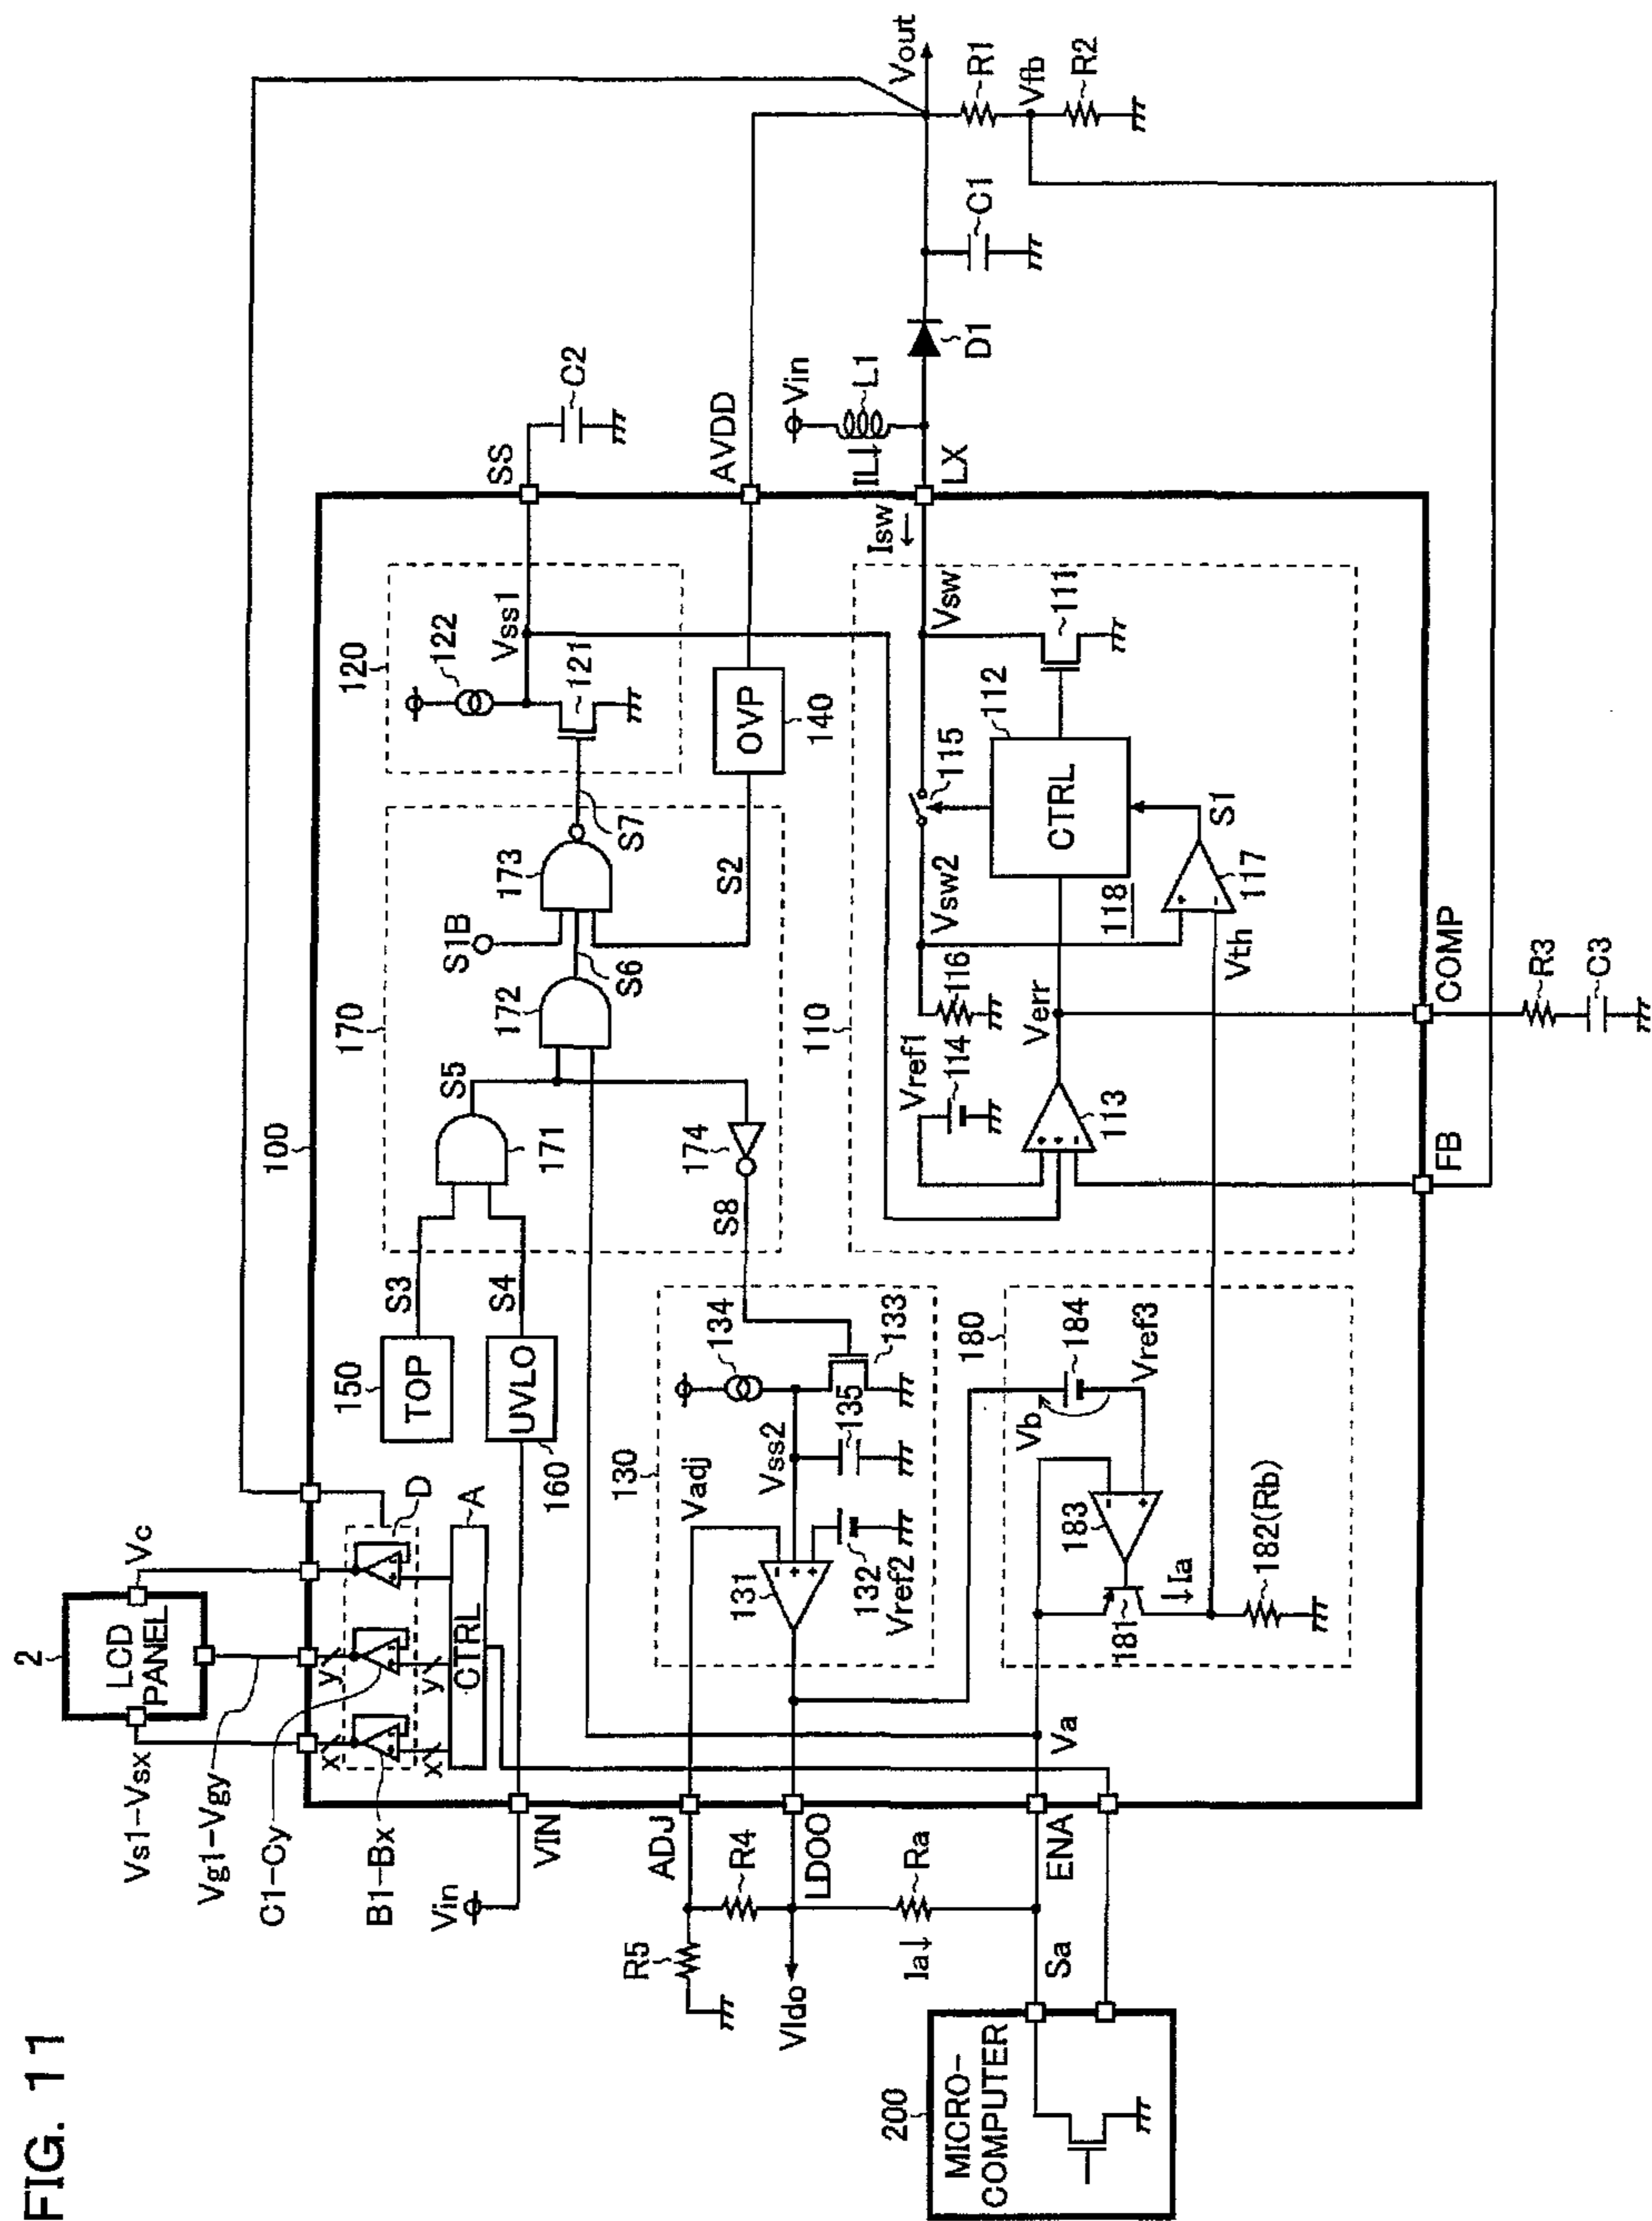 FIG. 11
2
LCD PANEL
Vs1-Vsx
Vg1-Vgy
C1-Cy
B1-Bx
Vc
x
y
x
y
D
A
CTRL
100
Vin
VIN
ADJ
LDOO
ENA
R5
R4
Ra
Ia
Vldo
Sa
Va
200
MICRO-COMPUTER
150
TOP
UVLO
160
S3
S4
170
171
S5
172
S6
S1B
173
S7
S2
174
S8
120
122
Vss1
121
OVP
140
SS
C2
AVDD
130
Vadj
131
Vss2
132
Vref2
134
135
133
180
183
Vb
184
Vref3
181
Ia
182(Rb)
110
Vref1
114
113
Verr
116
Vsw2
115
118
112
CTRL
117
Vth
S1
Vsw
111
Isw
LX
IL
L1
Vin
D1
C1
Vout
R1
Vfb
R2
FB
COMP
R3
C3